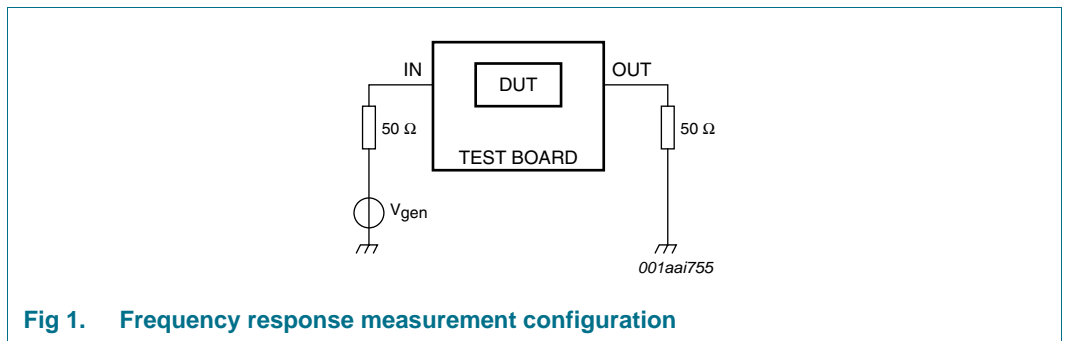 IN
OUT
DUT
50 Ω
50 Ω
TEST BOARD
Vgen
001aai755
Fig 1. Frequency response measurement configuration